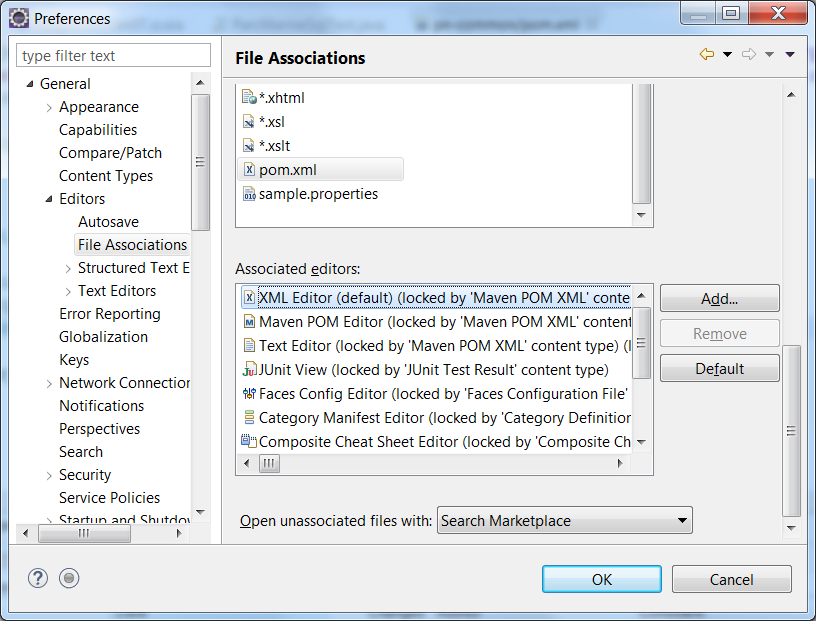 Preferences
type filter text
General
Appearance
Capabilities
Compare/Patch
Content Types
Editors
Autosave
File Associations
Structured Text E
Text Editors
Error Reporting
Globalization
Keys
Network Connection
Notifications
Perspectives
Search
Security
Service Policies
Startup and Shutdov
File Associations
*.xhtml
*.xsl
*.xslt
pom.xml
sample.properties
Associated editors:
XML Editor (default) (locked by 'Maven POM XML' conte
Maven POM Editor (locked by 'Maven POM XML' content
Text Editor (locked by 'Maven POM XML' content type) (l
JUnit View (locked by 'JUnit Test Result' content type)
Faces Config Editor (locked by 'Faces Configuration File'
Category Manifest Editor (locked by 'Category Definition
Composite Cheat Sheet Editor (locked by 'Composite Ch
Add...
Remove
Default
Open unassociated files with: Search Marketplace
OK
Cancel